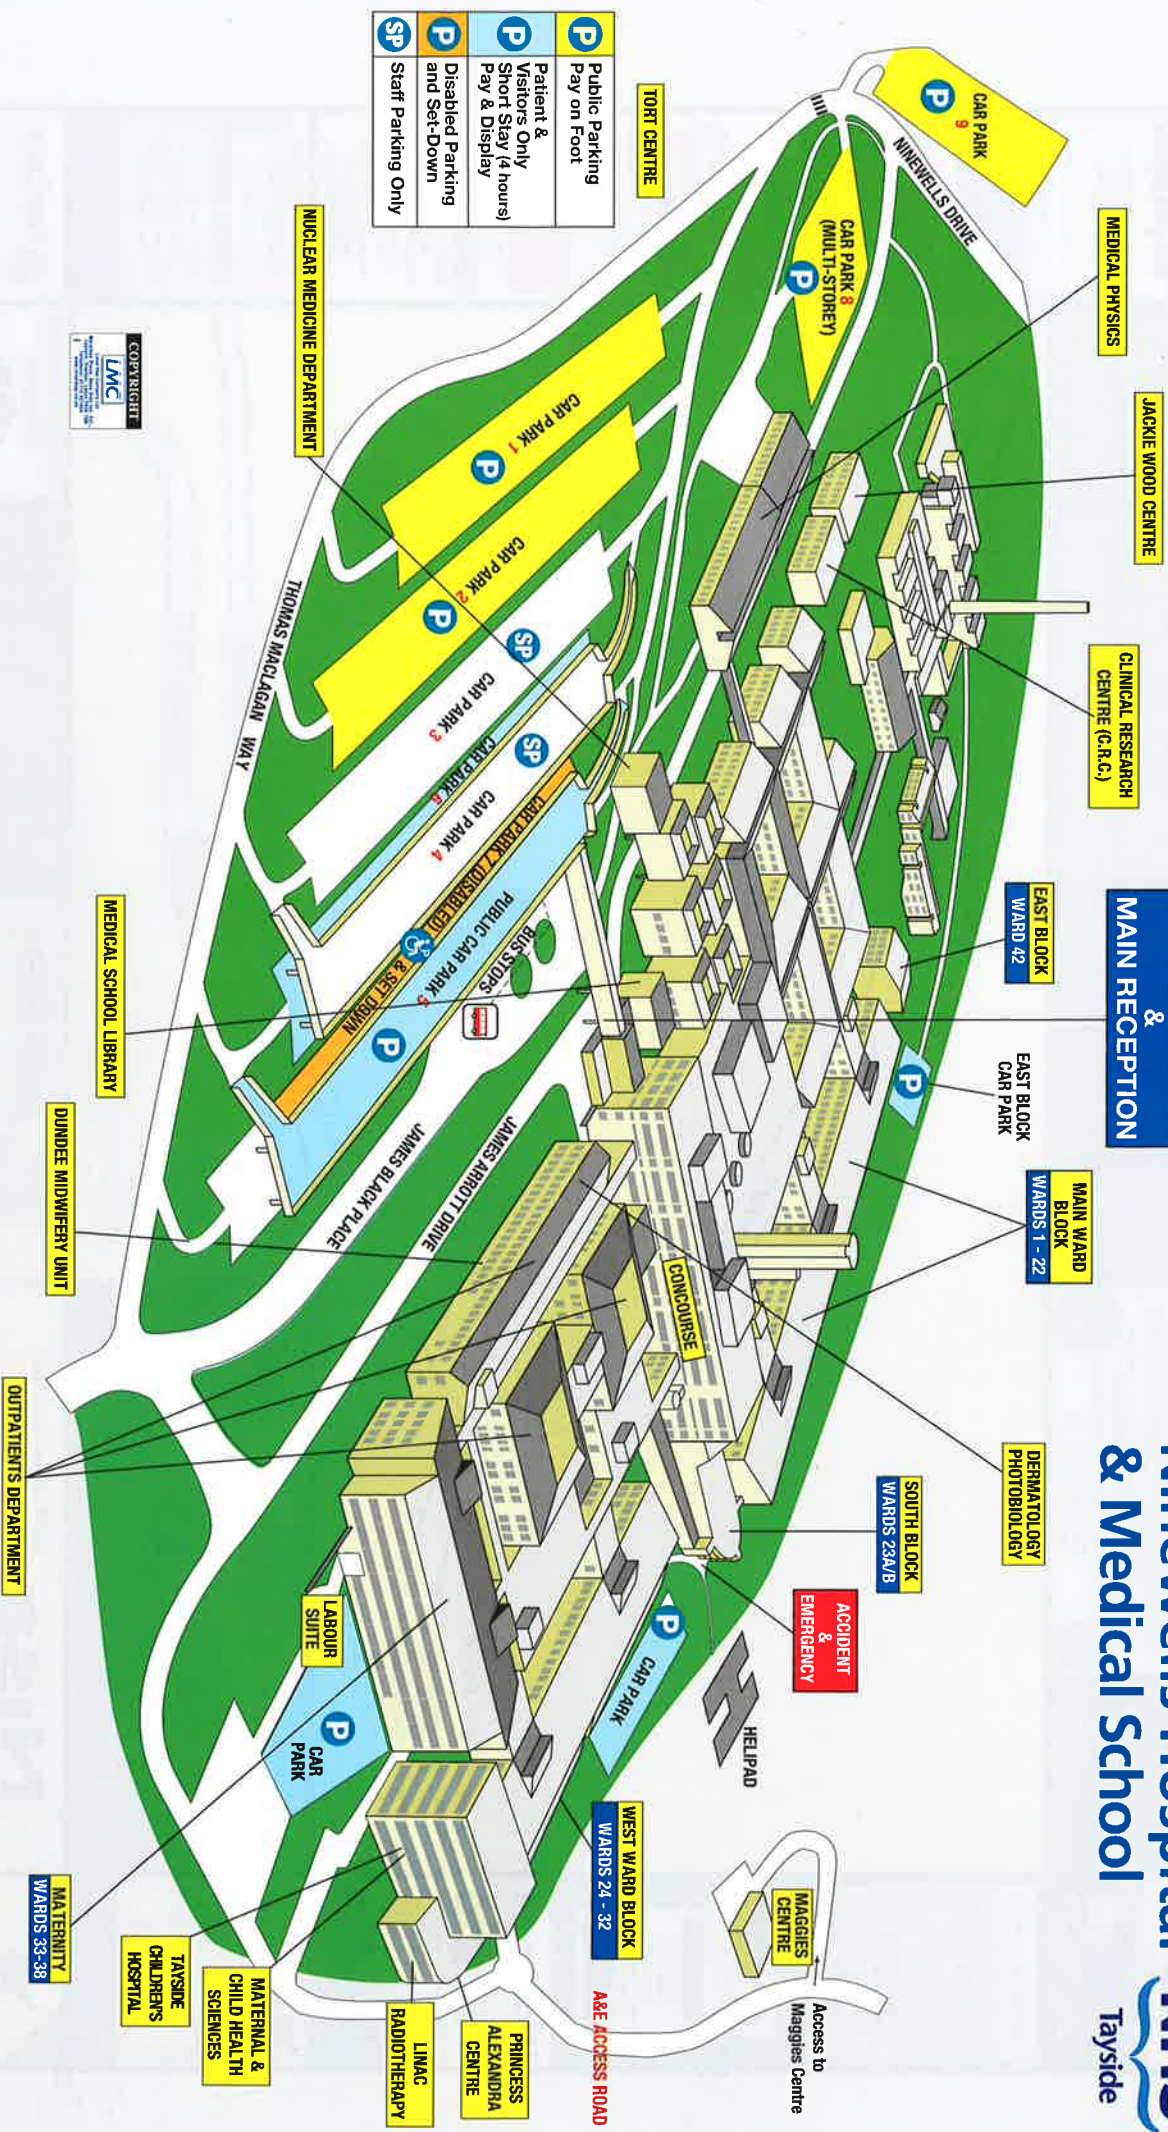 Ninewells Hospital
& Medical School
NHS
Tayside
&
MAIN RECEPTION
P Public Parking
Pay on Foot
P Patient &
Visitors Only
Short Stay (4 hours)
Pay & Display
P Disabled Parking
and Set-Down
SP Staff Parking Only
TORT CENTRE
CAR PARK
9
P
NINEWELLS DRIVE
MEDICAL PHYSICS
JACKIE WOOD CENTRE
CLINICAL RESEARCH
CENTRE (C.R.C.)
EAST BLOCK
WARD 42
EAST BLOCK
CAR PARK
P
MAIN WARD
BLOCK
WARDS 1 - 22
DERMATOLOGY
PHOTOBIOLOGY
SOUTH BLOCK
WARDS 23A/B
ACCIDENT
&
EMERGENCY
H
HELIPAD
CAR PARK 8
(MULTI-STOREY)
P
CAR PARK 1
P
CAR PARK 2
P
SP
CAR PARK 3
CAR PARK 6
SP
CAR PARK 4
CAR PARK 7 (DISABLED)
& SET DOWN
PUBLIC CAR PARK 5
P
BUS STOPS
NUCLEAR MEDICINE DEPARTMENT
THOMAS MACLAGAN WAY
JAMES BLACK PLACE
JAMES ARROTT DRIVE
CONCOURSE
P
CAR PARK
WEST WARD BLOCK
WARDS 24 - 32
MAGGIES
CENTRE
Access to
Maggies Centre
A&E ACCESS ROAD
LABOUR
SUITE
P
CAR
PARK
PRINCESS
ALEXANDRA
CENTRE
LINAC
RADIOTHERAPY
MATERNAL &
CHILD HEALTH
SCIENCES
TAYSIDE
CHILDREN'S
HOSPITAL
MATERNITY
WARDS 33-38
MEDICAL SCHOOL LIBRARY
DUNDEE MIDWIFERY UNIT
OUTPATIENTS DEPARTMENT
COPYRIGHT
LMC